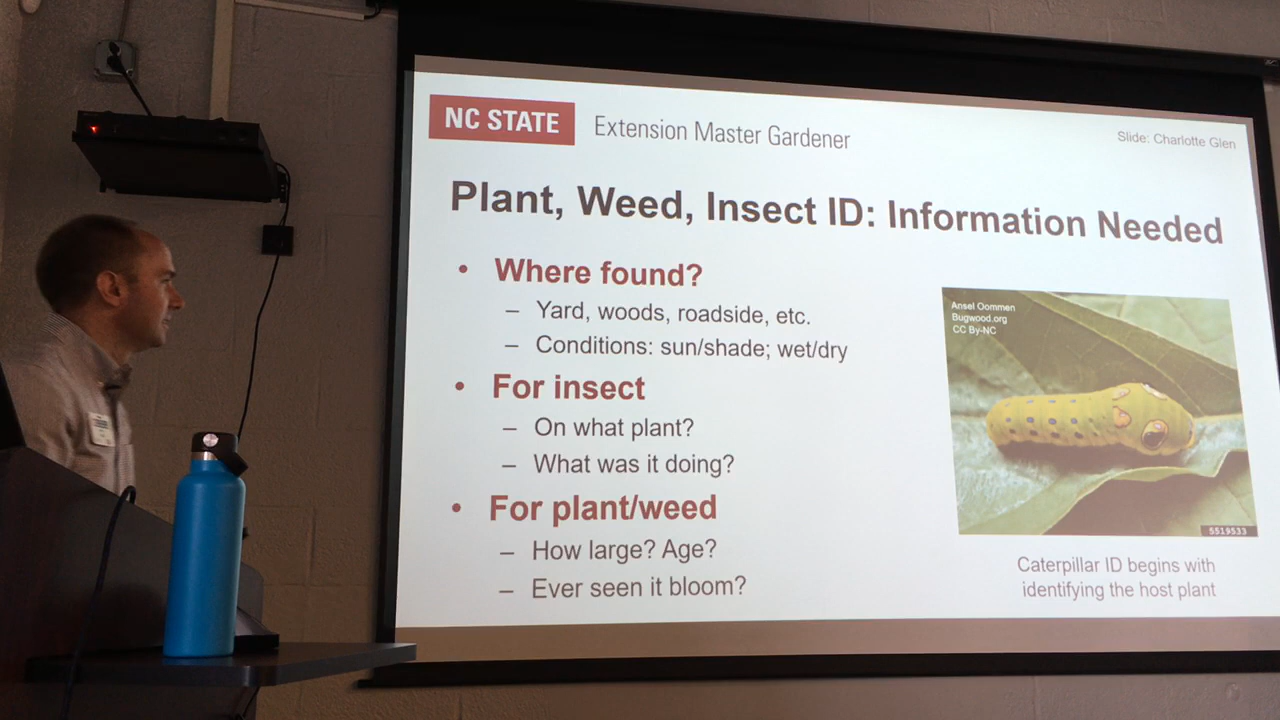 NC STATE Extension Master Gardener
Slide: Charlotte Glen
Plant, Weed, Insect ID: Information Needed
• Where found?
– Yard, woods, roadside, etc.
– Conditions: sun/shade; wet/dry
• For insect
– On what plant?
– What was it doing?
• For plant/weed
– How large? Age?
– Ever seen it bloom?
Ansel Oommen
Bugwood.org
CC By-NC
5519533
Caterpillar ID begins with
identifying the host plant